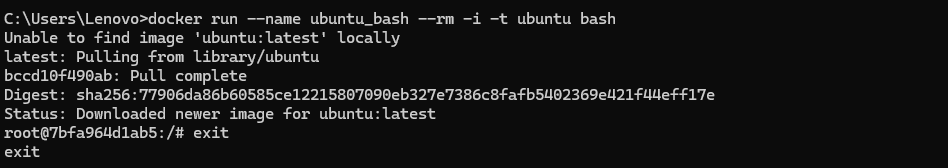 C:\Users\Lenovo>docker run --name ubuntu_bash --rm -i -t ubuntu bash
Unable to find image 'ubuntu:latest' locally
latest: Pulling from library/ubuntu
bccd10f490ab: Pull complete
Digest: sha256:77906da86b60585ce12215807090eb327e7386c8fafb5402369e421f44eff17e
Status: Downloaded newer image for ubuntu:latest
root@7bfa964d1ab5:/# exit
exit